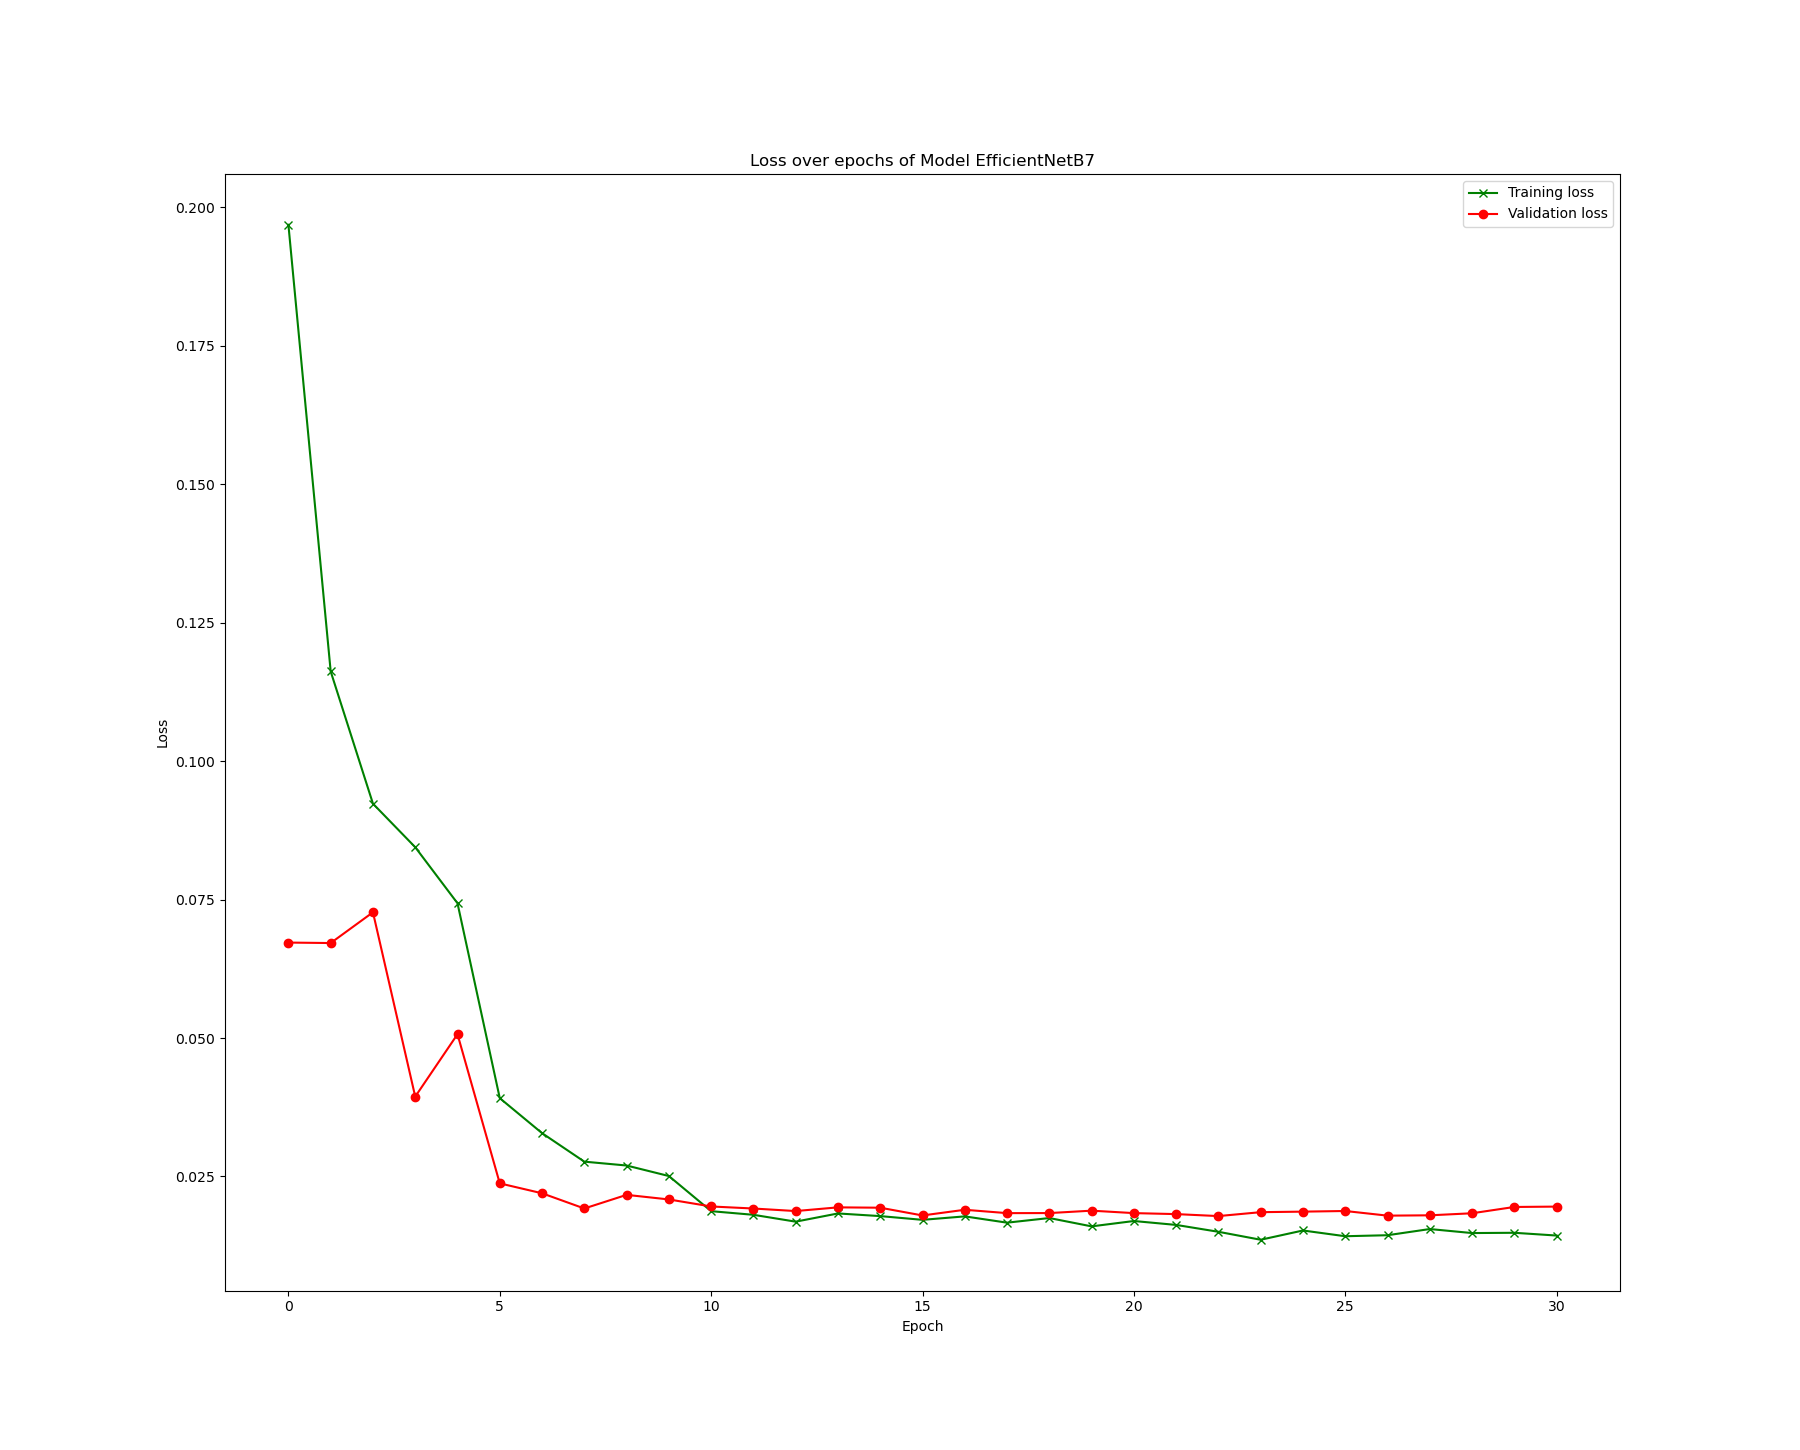 Loss over epochs of Model EfficientNetB7
Training loss
Validation loss
0.200
0.175
0.150
0.125
0.100
0.075
0.050
0.025
Loss
0 5 10 15 20 25 30
Epoch